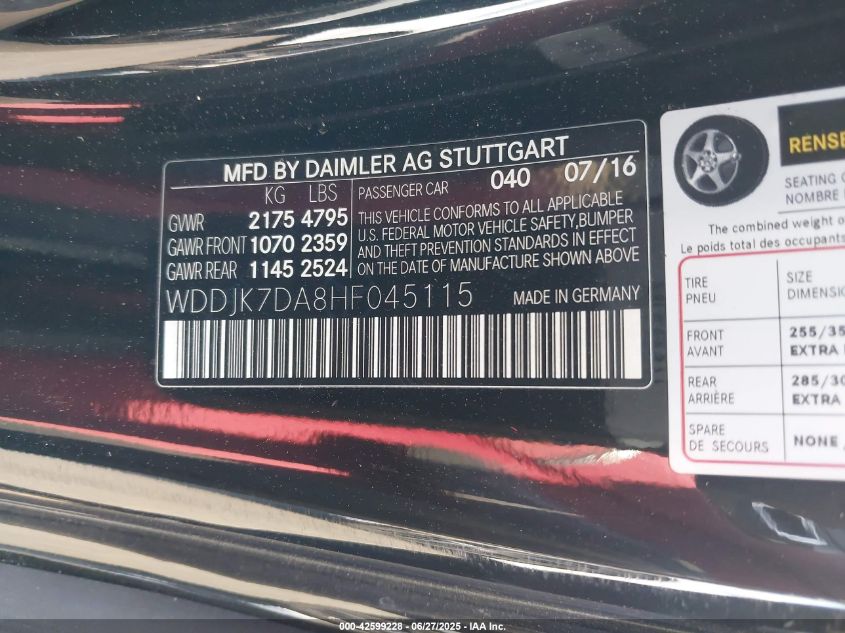 MFD BY DAIMLER AG STUTTGART
KG LBS
GVWR 2175 4795
GAWR FRONT 1070 2359
GAWR REAR 1145 2524
PASSENGER CAR 040 07/16
THIS VEHICLE CONFORMS TO ALL APPLICABLE
U.S. FEDERAL MOTOR VEHICLE SAFETY,BUMPER
AND THEFT PREVENTION STANDARDS IN EFFECT
ON THE DATE OF MANUFACTURE SHOWN ABOVE
WDDJK7DA8HF045115 MADE IN GERMANY
SEATING
NOMBRE
The combined weight of
Le poids total des occupants
TIRE SIZE
PNEU
FRONT 255/35
AVANT EXTRA
REAR 285/30
ARRIÈRE EXTRA
SPARE NONE
DE SECOURS
000-42599228 - 06/27/2025 - IAA Inc.